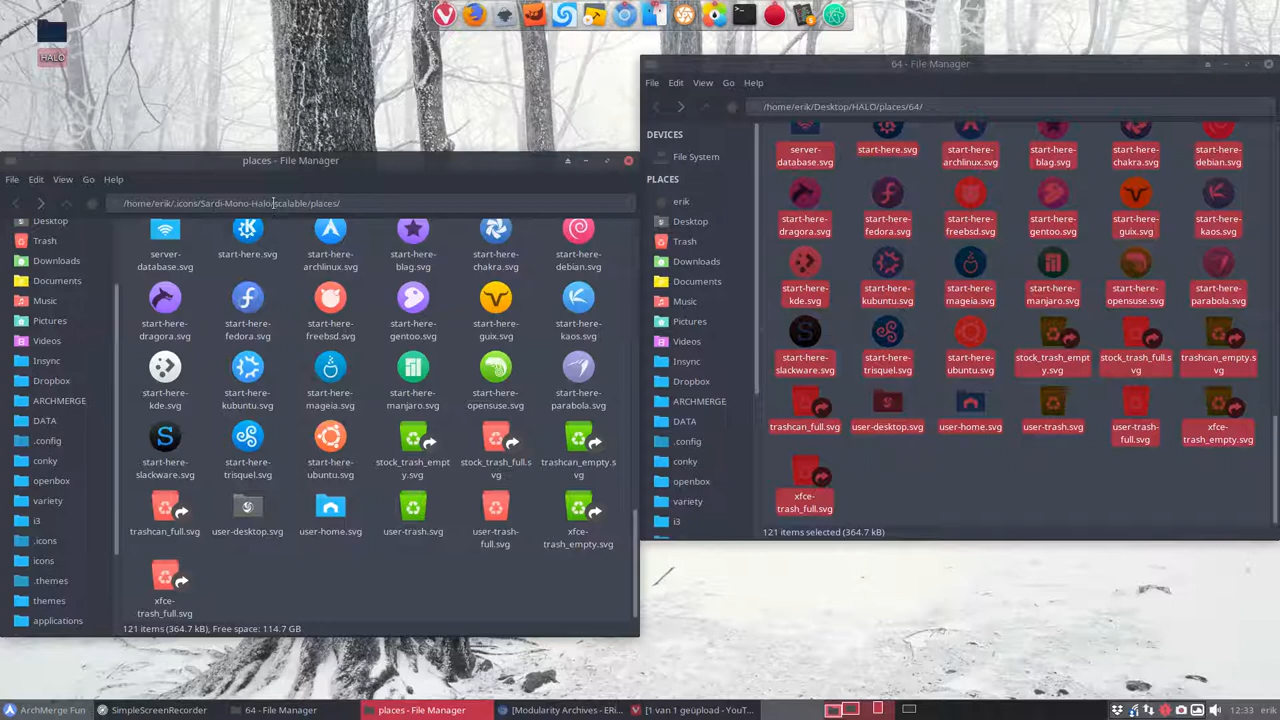 HALO
64 - File Manager
File Edit View Go Help
/home/erik/Desktop/HALO/places/64/
DEVICES
File System
PLACES
erik
Desktop
Trash
Downloads
Documents
Music
Pictures
Videos
Insync
Dropbox
ARCHMERGE
DATA
.config
conky
openbox
variety
i3
server-database.svg
start-here.svg
start-here-archlinux.svg
start-here-blag.svg
start-here-chakra.svg
start-here-debian.svg
start-here-dragora.svg
start-here-fedora.svg
start-here-freebsd.svg
start-here-gentoo.svg
start-here-guix.svg
start-here-kaos.svg
start-here-kde.svg
start-here-kubuntu.svg
start-here-mageia.svg
start-here-manjaro.svg
start-here-opensuse.svg
start-here-parabola.svg
start-here-slackware.svg
start-here-trisquel.svg
start-here-ubuntu.svg
stock_trash_empty.svg
stock_trash_full.svg
trashcan_empty.svg
trashcan_full.svg
user-desktop.svg
user-home.svg
user-trash.svg
user-trash-full.svg
xfce-trash_empty.svg
xfce-trash_full.svg
121 items selected (364.7 kB)
places - File Manager
File Edit View Go Help
/home/erik/.icons/Sardi-Mono-Halo/scalable/places/
Desktop
Trash
Downloads
Documents
Music
Pictures
Videos
Insync
Dropbox
ARCHMERGE
DATA
.config
conky
openbox
variety
i3
.icons
icons
.themes
themes
applications
server-database.svg
start-here.svg
start-here-archlinux.svg
start-here-blag.svg
start-here-chakra.svg
start-here-debian.svg
start-here-dragora.svg
start-here-fedora.svg
start-here-freebsd.svg
start-here-gentoo.svg
start-here-guix.svg
start-here-kaos.svg
start-here-kde.svg
start-here-kubuntu.svg
start-here-mageia.svg
start-here-manjaro.svg
start-here-opensuse.svg
start-here-parabola.svg
start-here-slackware.svg
start-here-trisquel.svg
start-here-ubuntu.svg
stock_trash_empty.svg
stock_trash_full.svg
trashcan_empty.svg
trashcan_full.svg
user-desktop.svg
user-home.svg
user-trash.svg
user-trash-full.svg
xfce-trash_empty.svg
xfce-trash_full.svg
121 items (364.7 kB), Free space: 114.7 GB
ArchMerge Fun
SimpleScreenRecorder
64 - File Manager
places - File Manager
[Modularity Archives - ERi...
[1 van 1 geüpload - YouT...
12:33 erik